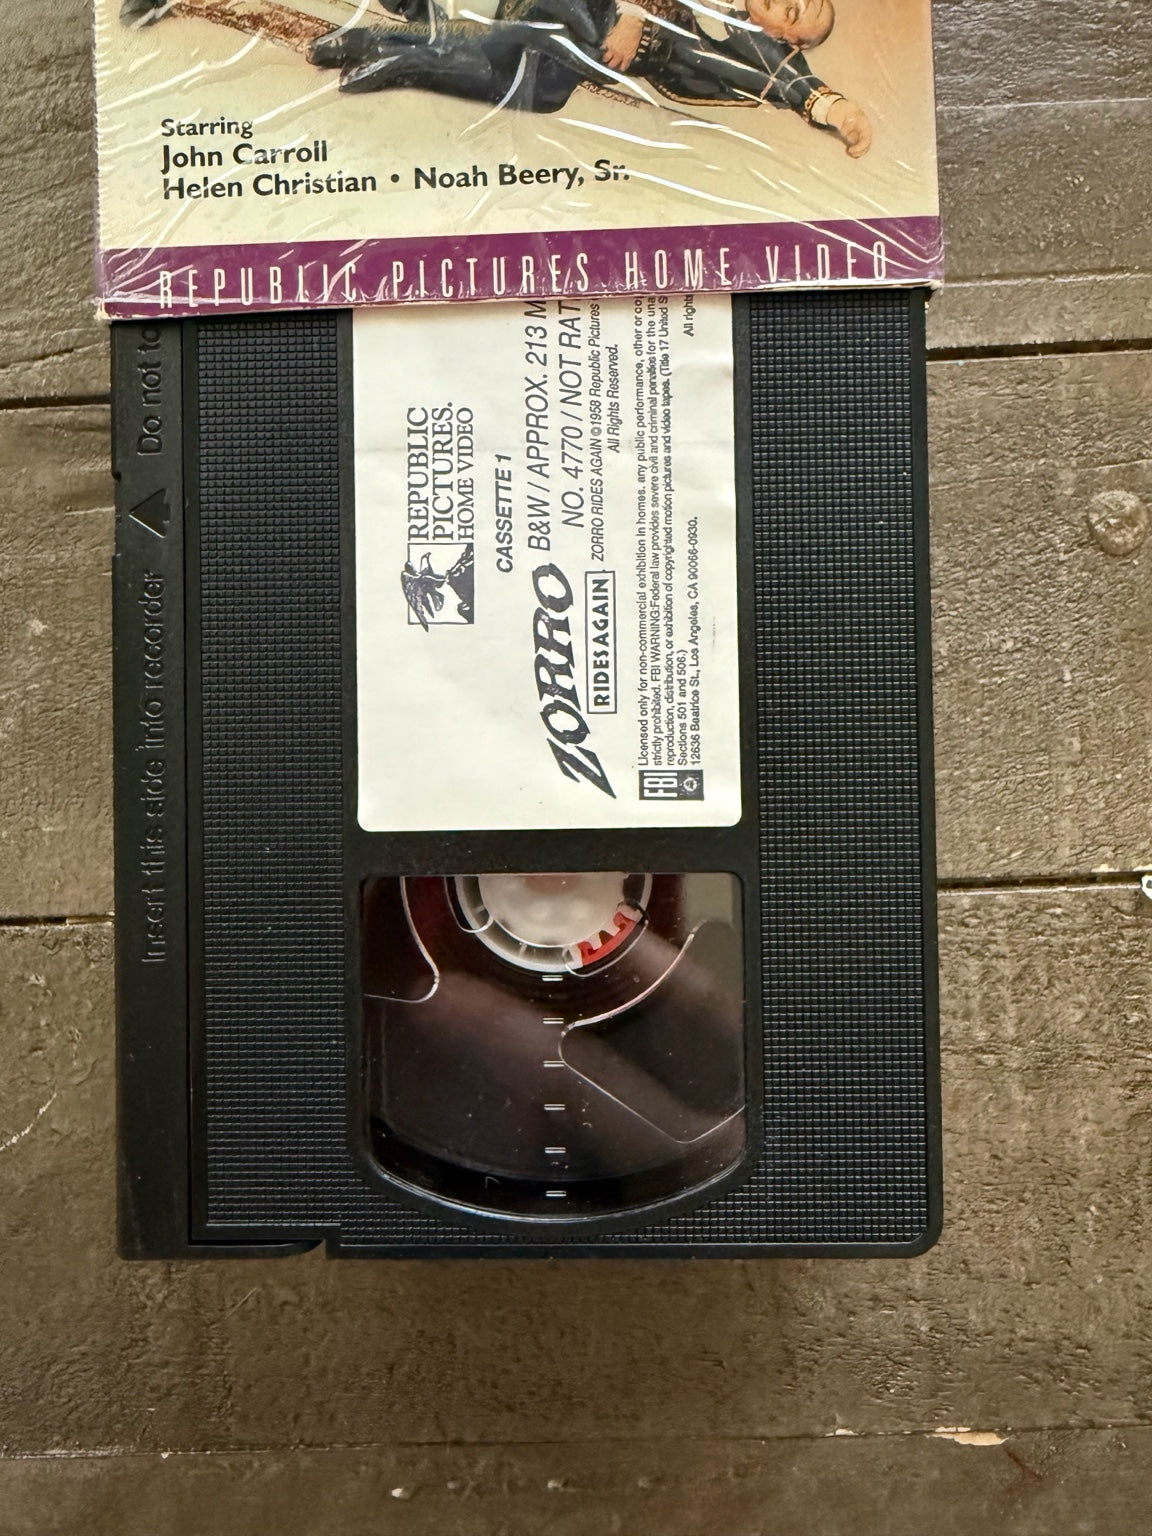 Starring
John Carroll
Helen Christian • Noah Beery, Sr.
REPUBLIC PICTURES HOME VIDEO
Do not to
Insert this side into recorder
REPUBLIC
PICTURES.
HOME VIDEO
CASSETTE 1
ZORRO
RIDES AGAIN
B&W / APPROX. 213 M
NO. 4770 / NOT RAT
ZORRO RIDES AGAIN © 1958 Republic Pictures
All Rights Reserved.
FBI
Licensed only for non-commercial exhibition in homes. any public performance, other or co
strictly prohibited. FBI WARNING:Federal law provides severe civil and criminal penalties for the una
reproduction, distribution, or exhibition of copyrighted motion pictures and video tapes. (Title 17 United S
Sections 501 and 506.)
12636 Beatrice St., Los Angeles, CA 90066-0930.
All rights